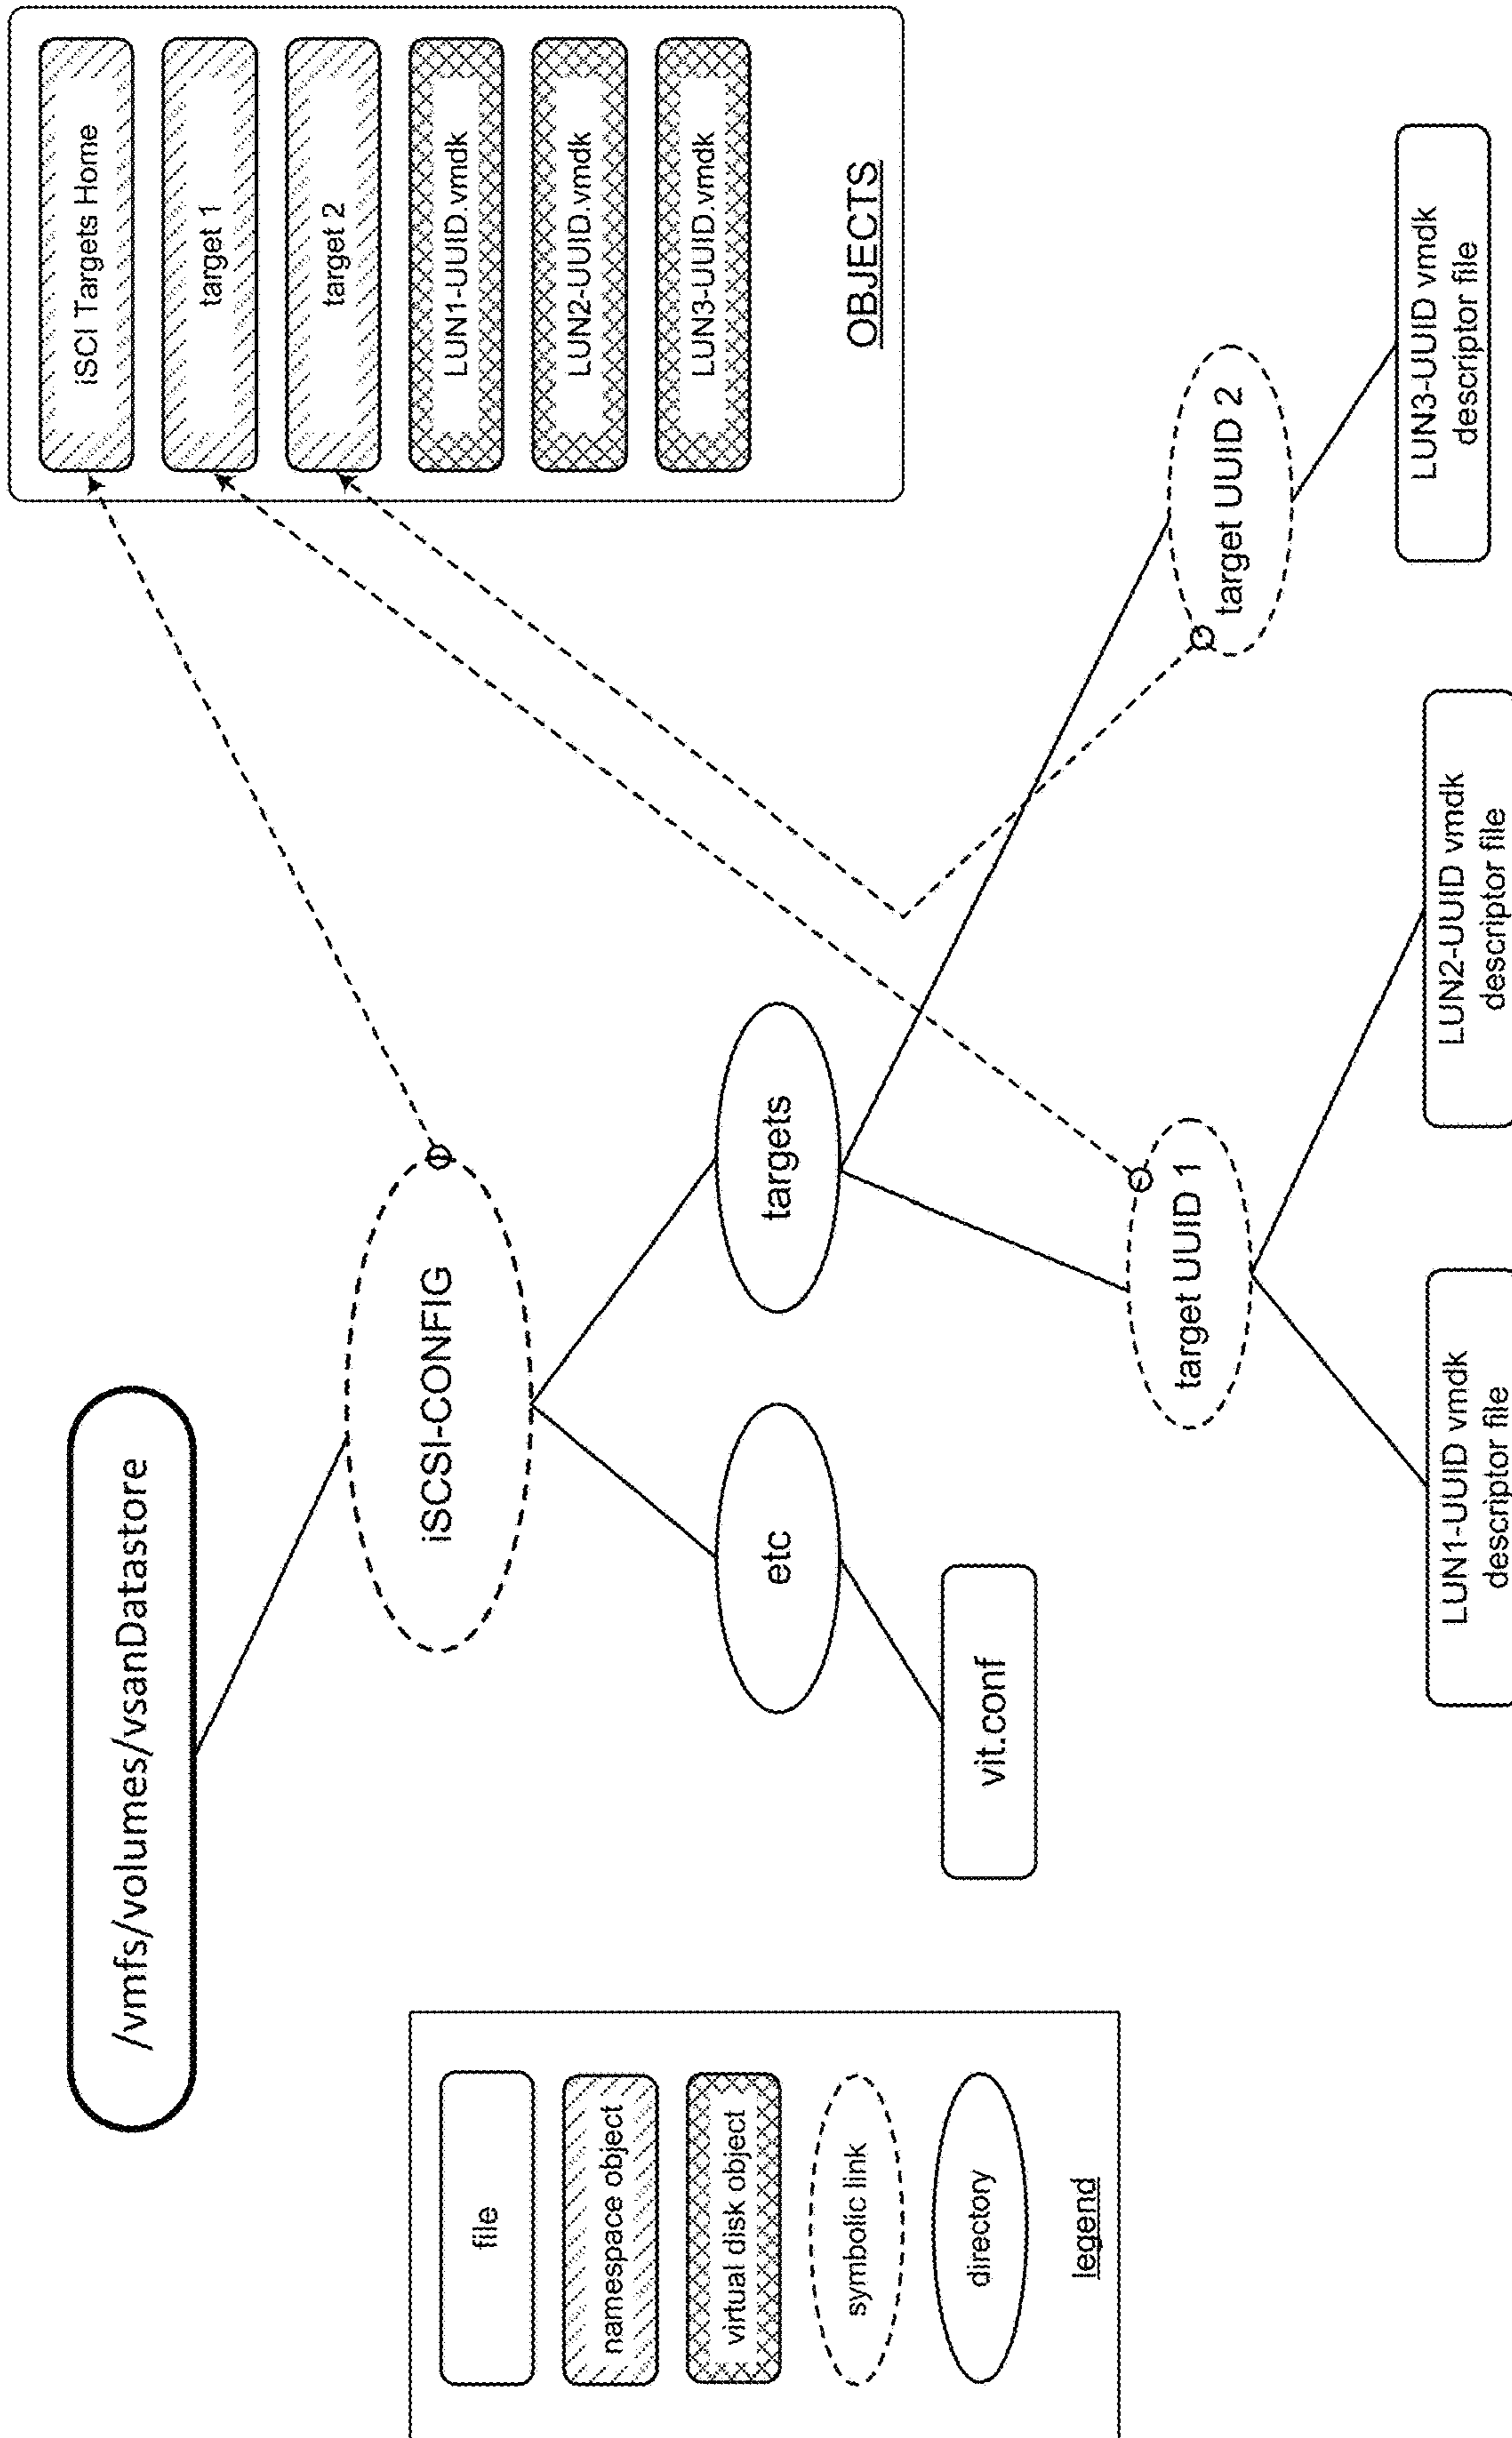 /vmfs/volumes/vsanDatastore
iSCSI-CONFIG
etc
targets
vit.conf
target UUID 1
target UUID 2
LUN1-UUID vmdk
descriptor file
LUN2-UUID vmdk
descriptor file
LUN3-UUID vmdk
descriptor file
iSCI Targets Home
target 1
target 2
LUN1-UUID.vmdk
LUN2-UUID.vmdk
LUN3-UUID.vmdk
OBJECTS
file
namespace object
virtual disk object
symbolic link
directory
legend